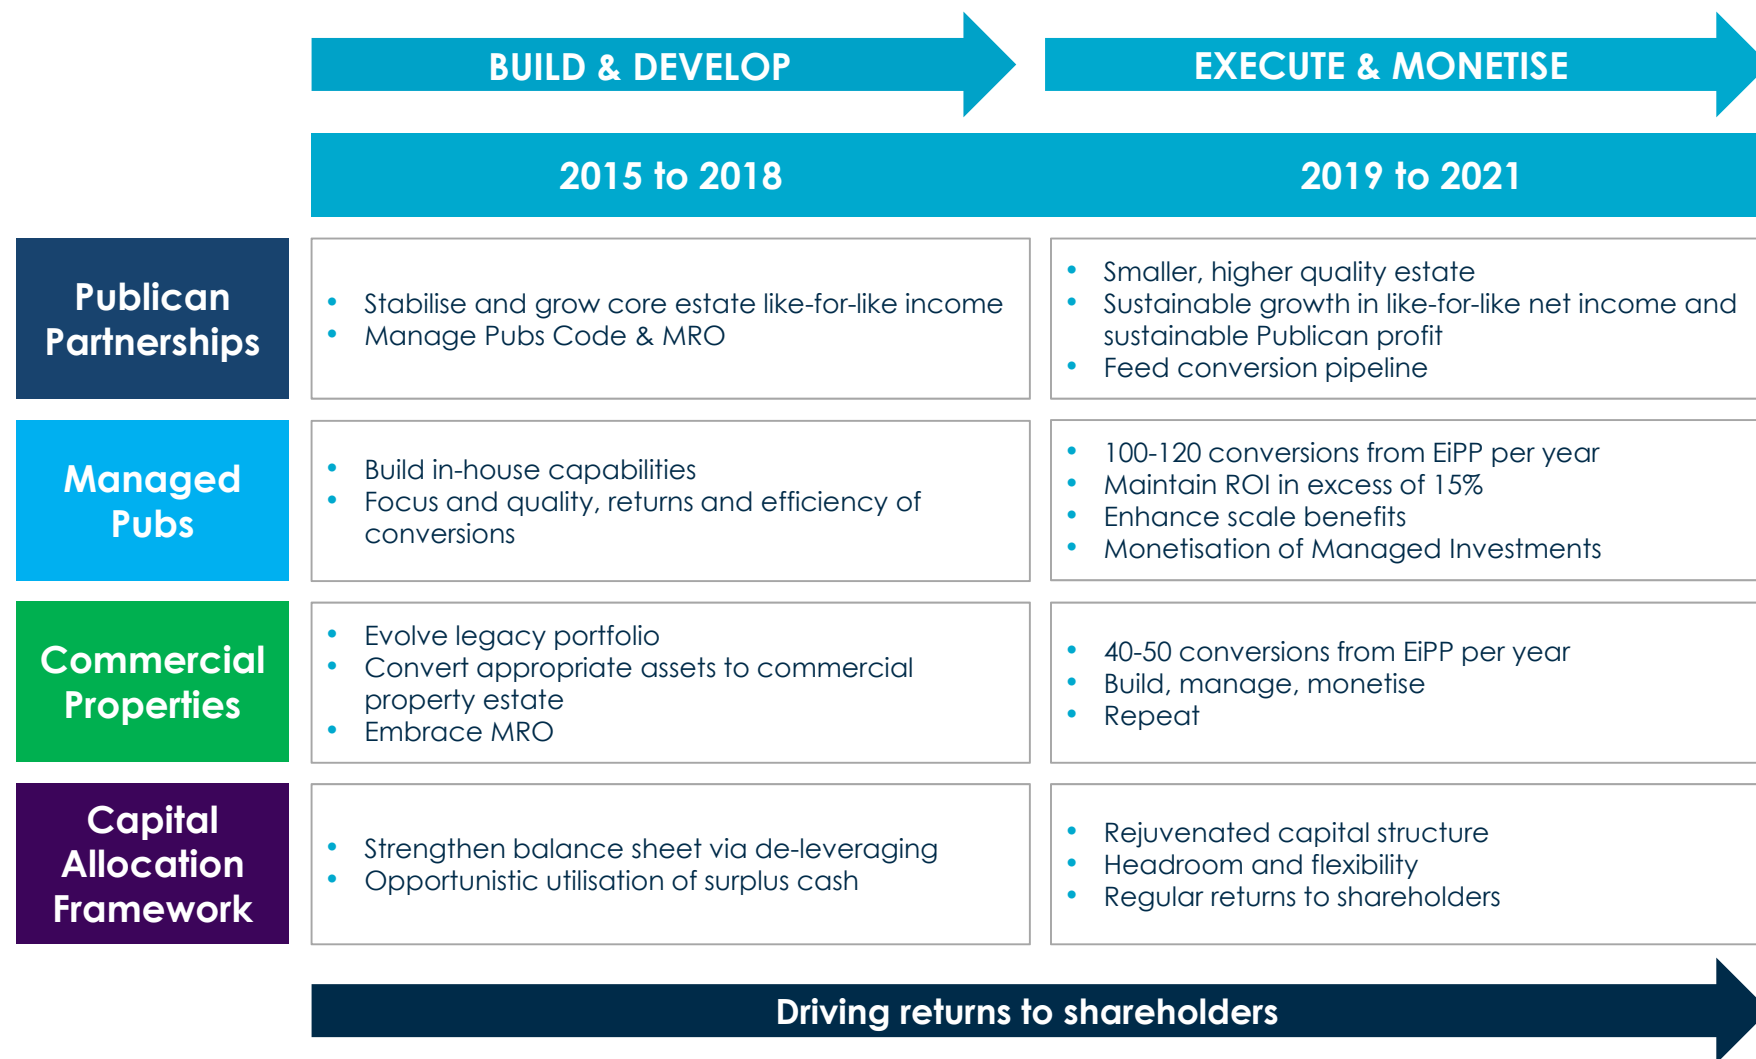 BUILD & DEVELOP
EXECUTE & MONETISE
2015 to 2018
2019 to 2021
Publican
Partnerships
• Stabilise and grow core estate like-for-like income
• Manage Pubs Code & MRO
• Smaller, higher quality estate
• Sustainable growth in like-for-like net income and
sustainable Publican profit
• Feed conversion pipeline
Managed
Pubs
• Build in-house capabilities
• Focus and quality, returns and efficiency of
conversions
• 100-120 conversions from EiPP per year
• Maintain ROI in excess of 15%
• Enhance scale benefits
• Monetisation of Managed Investments
Commercial
Properties
• Evolve legacy portfolio
• Convert appropriate assets to commercial
property estate
• Embrace MRO
• 40-50 conversions from EiPP per year
• Build, manage, monetise
• Repeat
Capital
Allocation
Framework
• Strengthen balance sheet via de-leveraging
• Opportunistic utilisation of surplus cash
• Rejuvenated capital structure
• Headroom and flexibility
• Regular returns to shareholders
Driving returns to shareholders